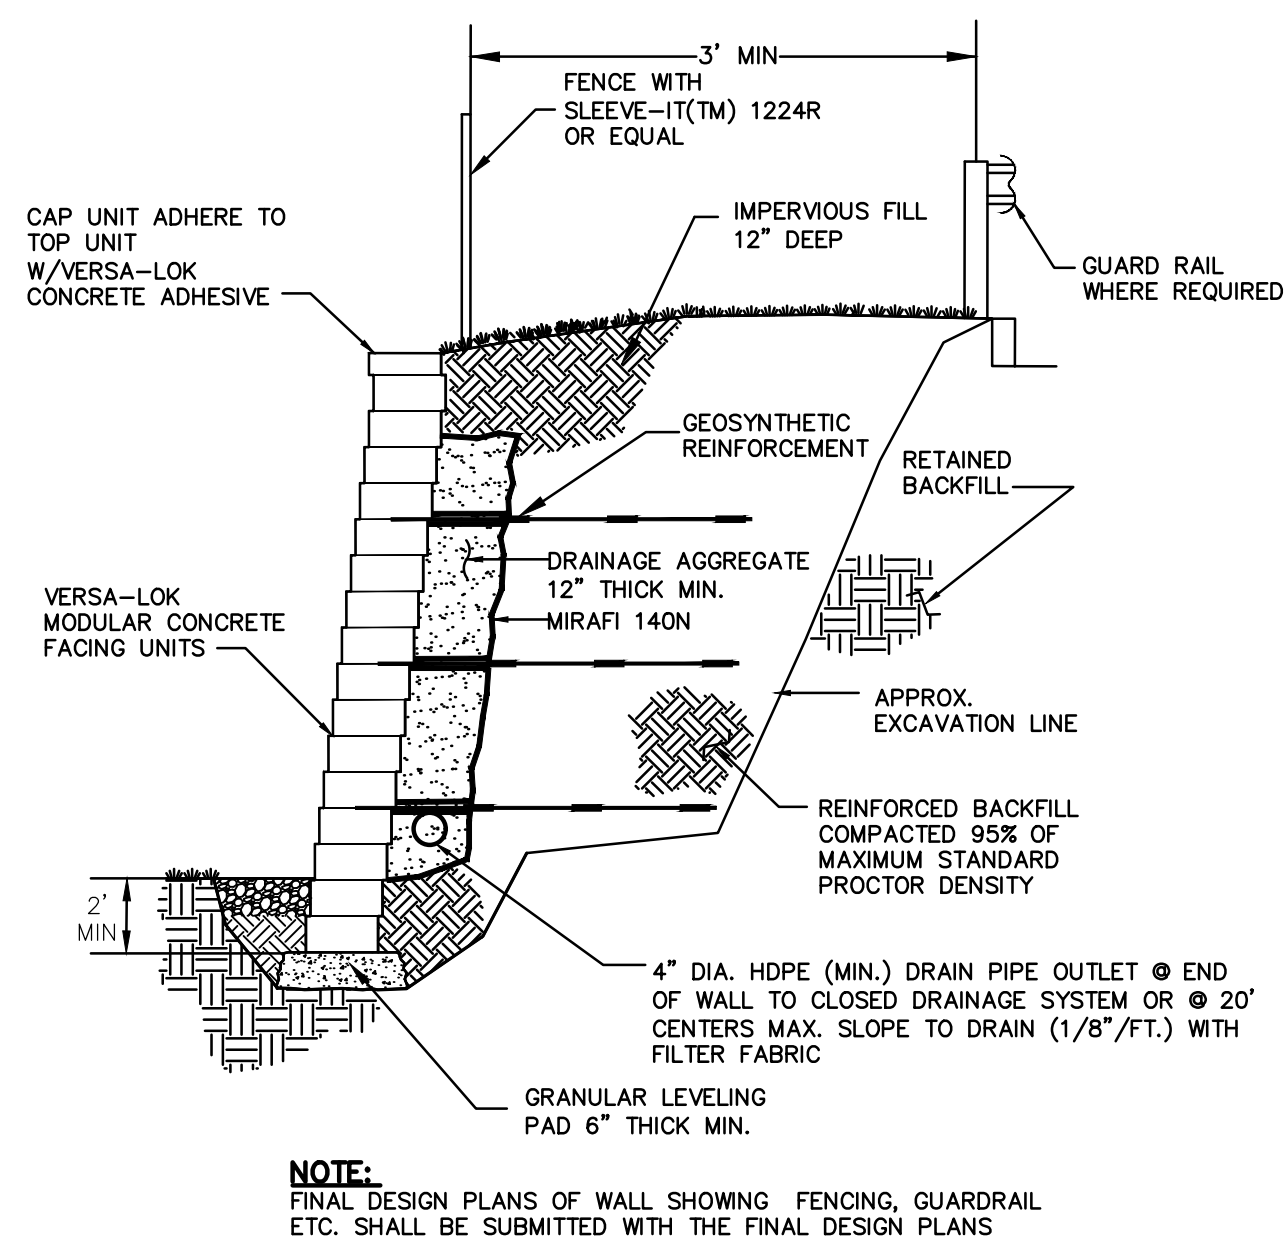 3' MIN
FENCE WITH
SLEEVE-IT(TM) 1224R
OR EQUAL
CAP UNIT ADHERE TO
TOP UNIT
W/VERSA-LOK
CONCRETE ADHESIVE
IMPERVIOUS FILL
12" DEEP
GUARD RAIL
WHERE REQUIRED
GEOSYNTHETIC
REINFORCEMENT
RETAINED
BACKFILL
DRAINAGE AGGREGATE
12" THICK MIN.
MIRAFI 140N
VERSA-LOK
MODULAR CONCRETE
FACING UNITS
APPROX.
EXCAVATION LINE
REINFORCED BACKFILL
COMPACTED 95% OF
MAXIMUM STANDARD
PROCTOR DENSITY
2'
MIN
4" DIA. HDPE (MIN.) DRAIN PIPE OUTLET @ END
OF WALL TO CLOSED DRAINAGE SYSTEM OR @ 20'
CENTERS MAX. SLOPE TO DRAIN (1/8"/FT.) WITH
FILTER FABRIC
GRANULAR LEVELING
PAD 6" THICK MIN.
NOTE:
FINAL DESIGN PLANS OF WALL SHOWING FENCING, GUARDRAIL
ETC. SHALL BE SUBMITTED WITH THE FINAL DESIGN PLANS